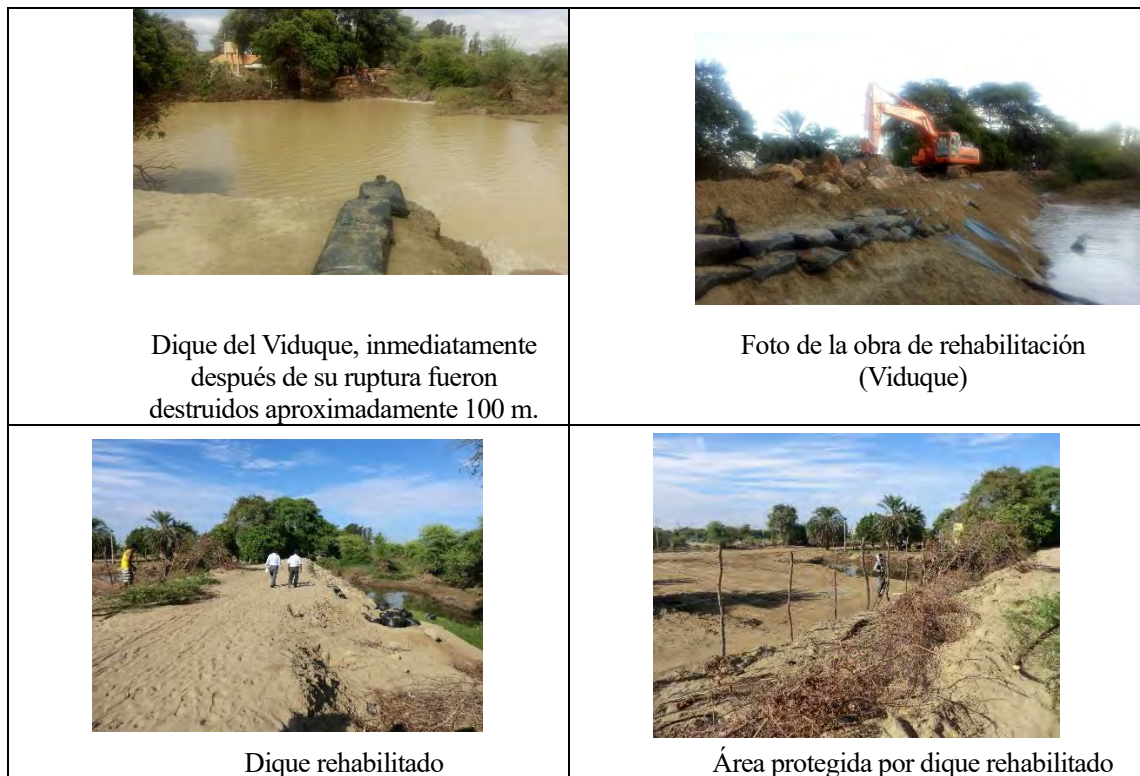 Dique del Viduque, inmediatamente
después de su ruptura fueron
destruidos aproximadamente 100 m.
Foto de la obra de rehabilitación
(Viduque)
Dique rehabilitado
Área protegida por dique rehabilitado